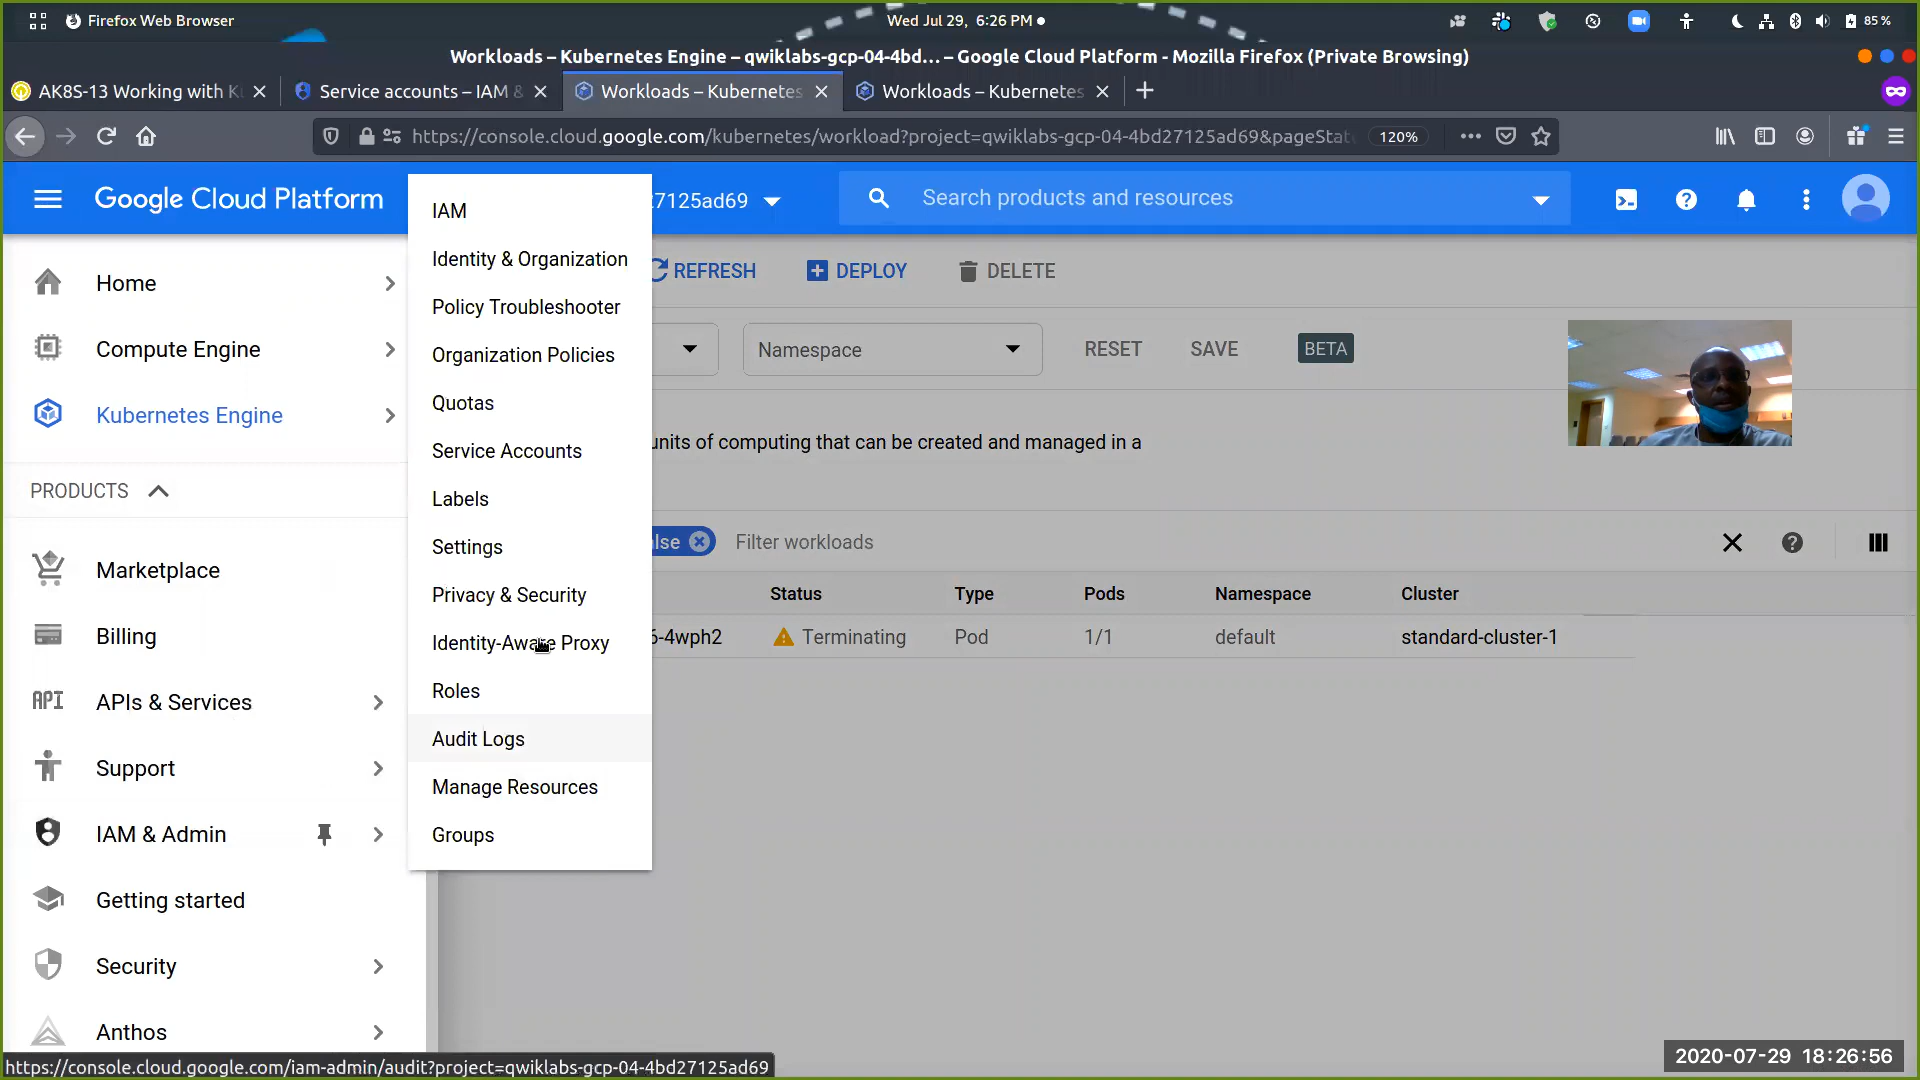 Firefox Web Browser
Wed Jul 29, 6:26 PM
85 %
Workloads – Kubernetes Engine – qwiklabs-gcp-04-4bd... – Google Cloud Platform - Mozilla Firefox (Private Browsing)
AK8S-13 Working with K
Service accounts – IAM &
Workloads – Kubernetes
Workloads – Kubernetes
https://console.cloud.google.com/kubernetes/workload?project=qwiklabs-gcp-04-4bd27125ad69&pageStat
120%
Google Cloud Platform
7125ad69
Search products and resources
Home
Compute Engine
Kubernetes Engine
PRODUCTS
Marketplace
Billing
API
APIs & Services
Support
IAM & Admin
Getting started
Security
Anthos
IAM
Identity & Organization
Policy Troubleshooter
Organization Policies
Quotas
Service Accounts
Labels
Settings
Privacy & Security
Identity-Aware Proxy
Roles
Audit Logs
Manage Resources
Groups
REFRESH
DEPLOY
DELETE
Namespace
RESET
SAVE
BETA
units of computing that can be created and managed in a
alse
Filter workloads
Status
Type
Pods
Namespace
Cluster
6-4wph2
Terminating
Pod
1/1
default
standard-cluster-1
https://console.cloud.google.com/iam-admin/audit?project=qwiklabs-gcp-04-4bd27125ad69
2020-07-29 18:26:56